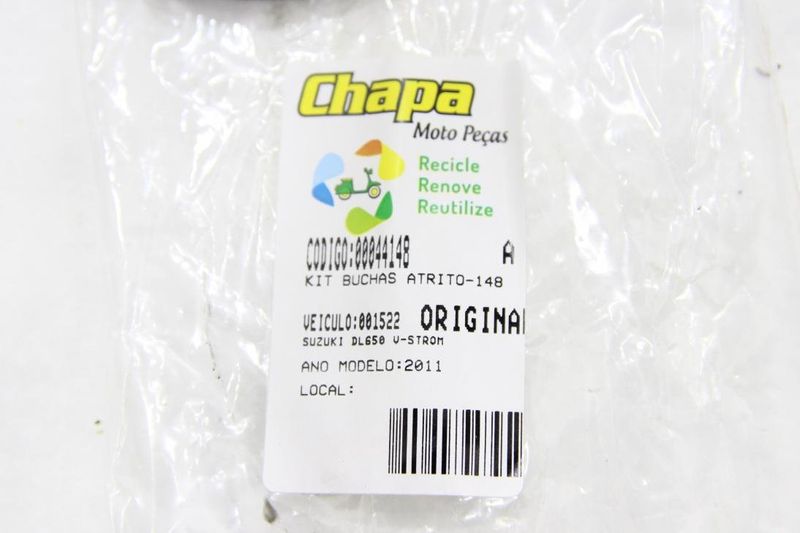 Chapa
Moto Peças
Recicle
Renove
Reutilize
CODIGO:00044148 A
KIT BUCHAS ATRITO-148
VEICULO:001522 ORIGINA
SUZUKI DL650 V-STROM
ANO MODELO:2011
LOCAL: